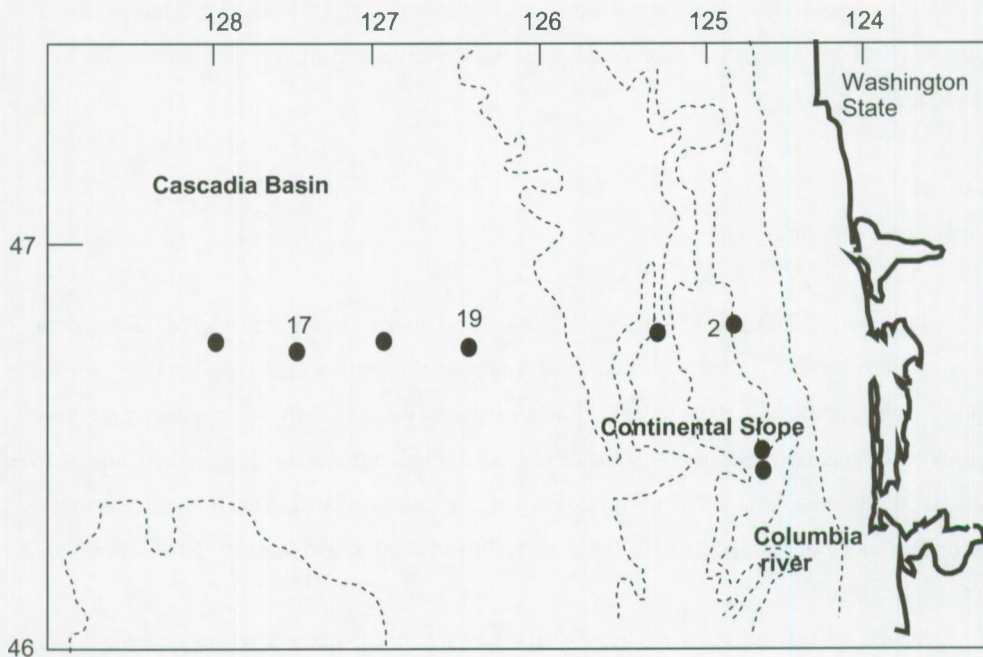 128 127 126 125 124
Washington
State
Cascadia Basin
47
17 19 2
Continental Slope
Columbia
river
46